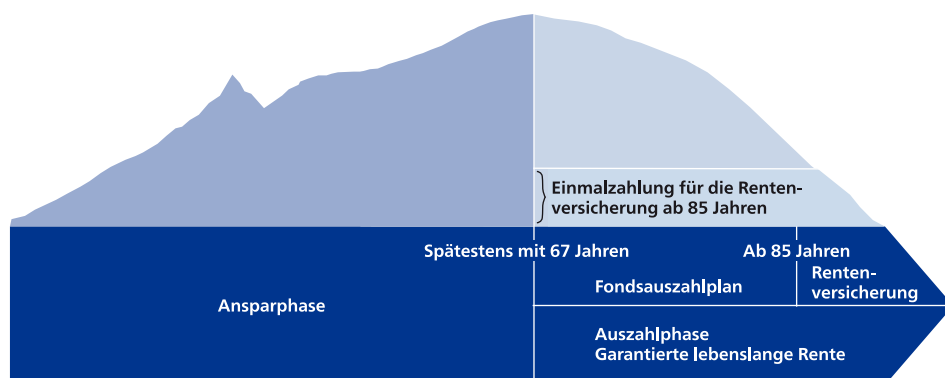 Einmalzahlung für die Renten-
versicherung ab 85 Jahren
Spätestens mit 67 Jahren
Ab 85 Jahren
Ansparphase
Fondsauszahlplan
Renten-
versicherung
Auszahlphase
Garantierte lebenslange Rente